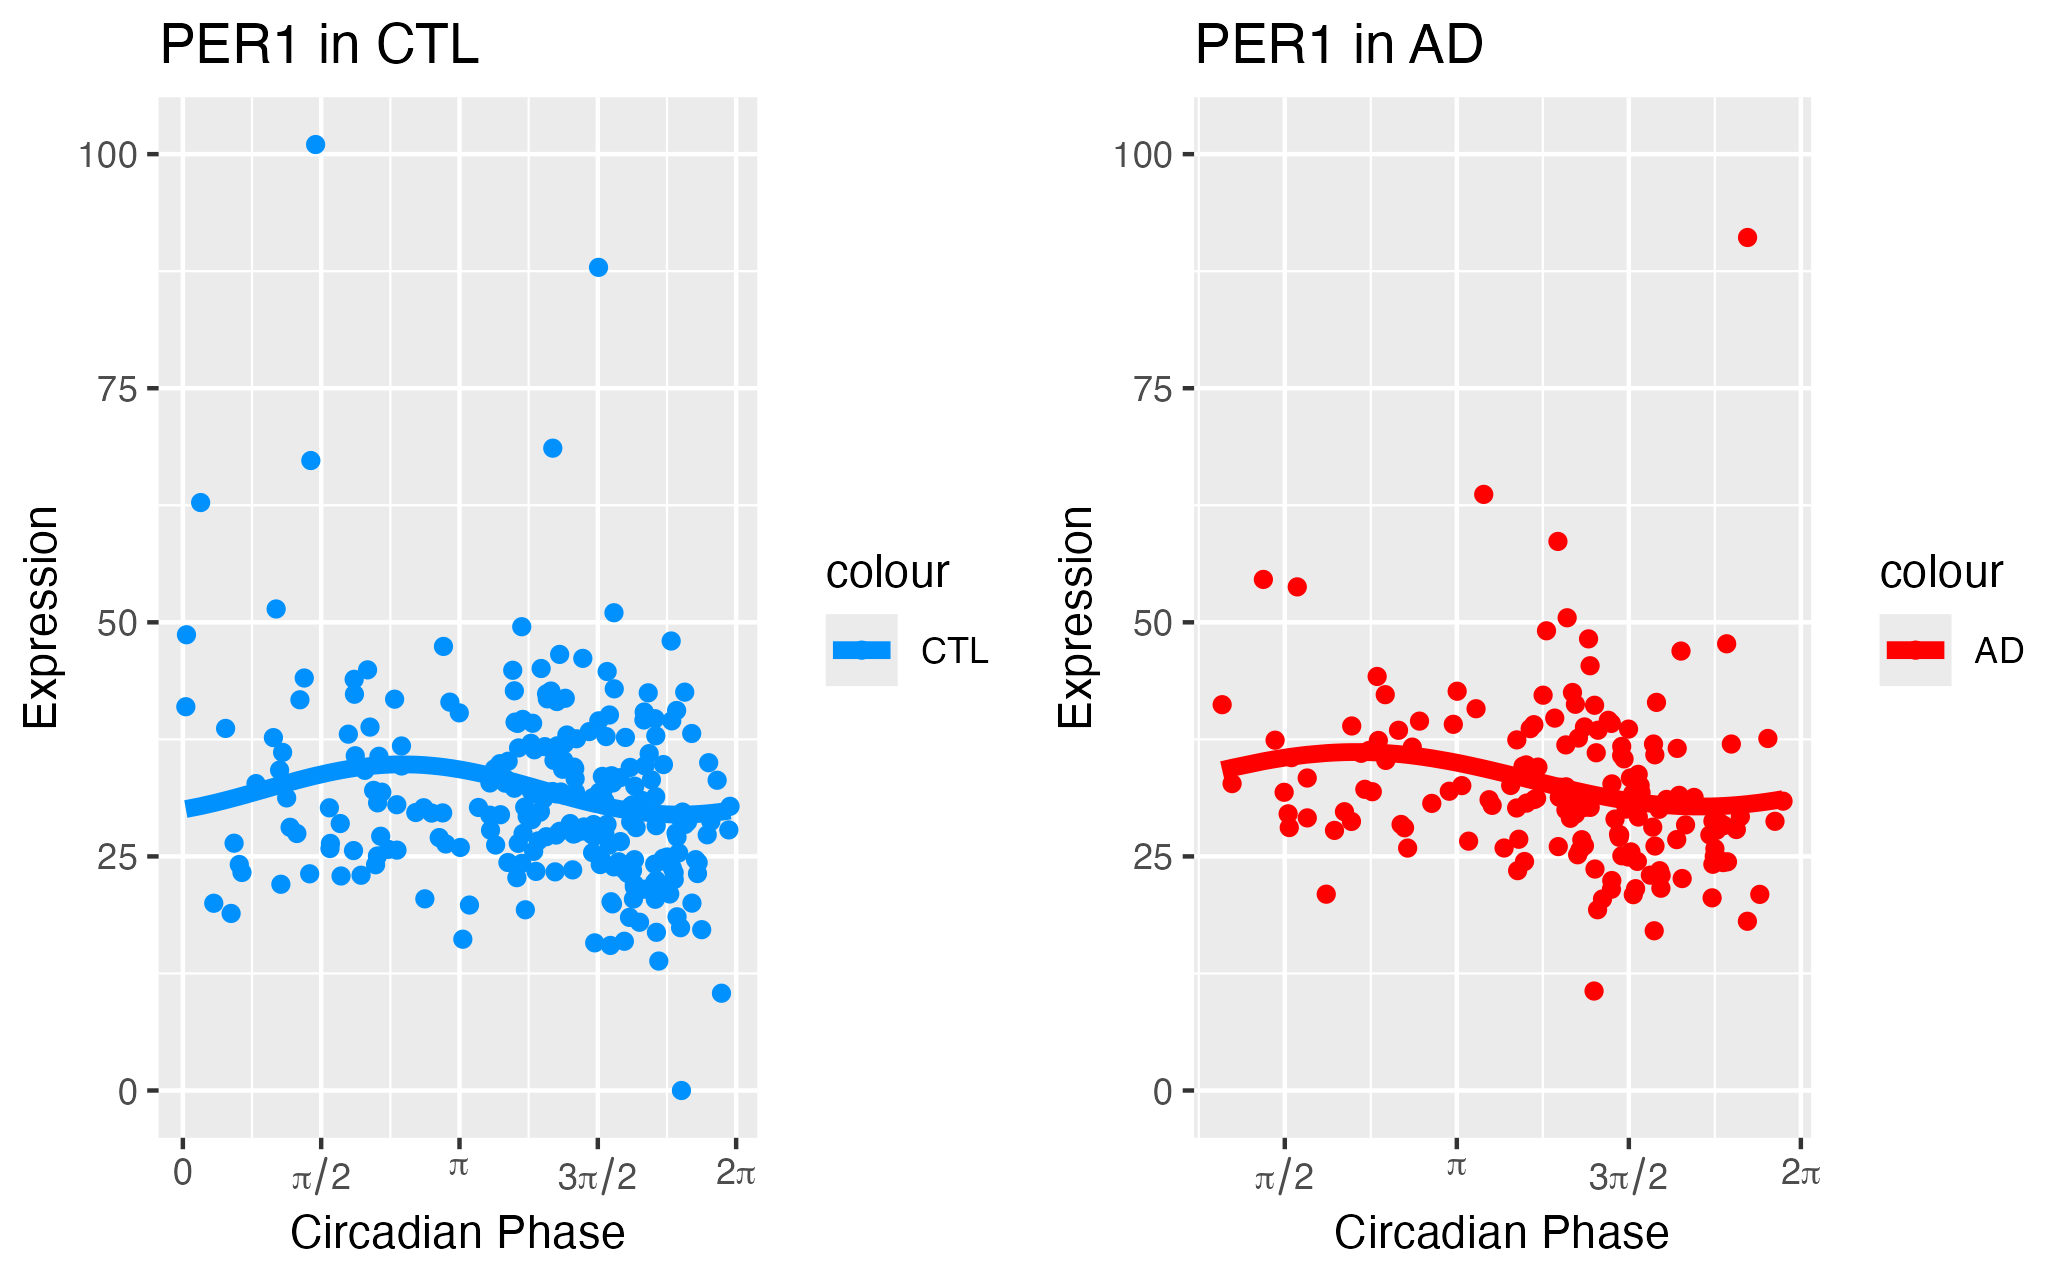 PER1 in CTL
Expression
100
75
50
25
0
0 π/2 π 3π/2 2π
Circadian Phase
colour
CTL
PER1 in AD
Expression
100
75
50
25
0
π/2 π 3π/2 2π
Circadian Phase
colour
AD